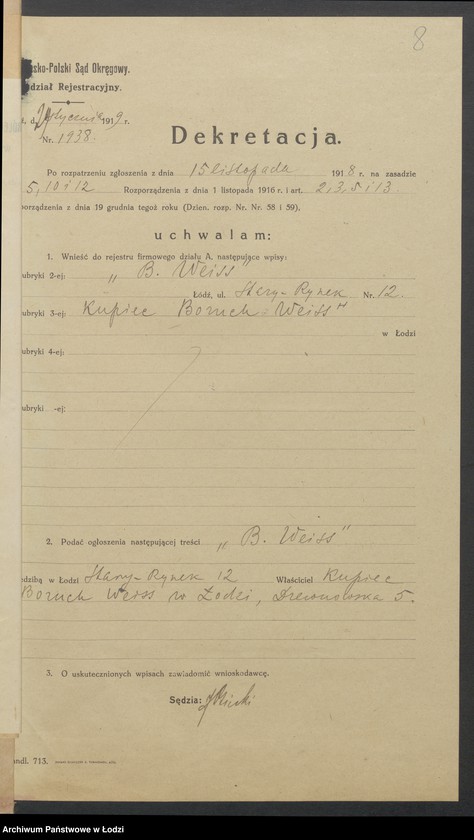 8
sko-Polski Sąd Okręgowy.
dział Rejestracyjny.
d. stycznia 1919 r.
Nr. 1938.
Dekretacja.
Po rozpatrzeniu zgłoszenia z dnia 15 listopada 1918 r. na zasadzie
5, 10 i 12 Rozporządzenia z dnia 1 listopada 1916 r. i art. 2, 3, 5 i 13
porządzenia z dnia 19 grudnia tegoż roku (Dzien. rozp. Nr. Nr. 58 i 59),
uchwalam:
1. Wnieść do rejestru firmowego działu A, następujące wpisy:
ubryki 2-ej: „B. Weiss"
Łódź, ul. Stary-Rynek Nr. 12.
ubryki 3-ej: Kupiec Boruch Weiss
w Łodzi
ubryki 4-ej:
ubryki -ej:
2. Podać ogłoszenia następującej treści „B. Weiss"
dzibą w Łodzi Stary-Rynek 12 Właściciel Kupiec
Boruch Weiss w Łodzi, Drewnowska 5.
3. O uskutecznionych wpisach zawiadomić wnioskodawcę.
Sędzia:
andl. 713.
Archiwum Państwowe w Łodzi